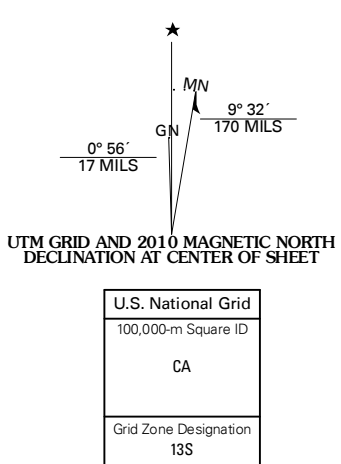 ★
MN
GN
9° 32´
170 MILS
0° 56´
17 MILS
UTM GRID AND 2010 MAGNETIC NORTH
DECLINATION AT CENTER OF SHEET
U.S. National Grid
100,000-m Square ID
CA
Grid Zone Designation
13S